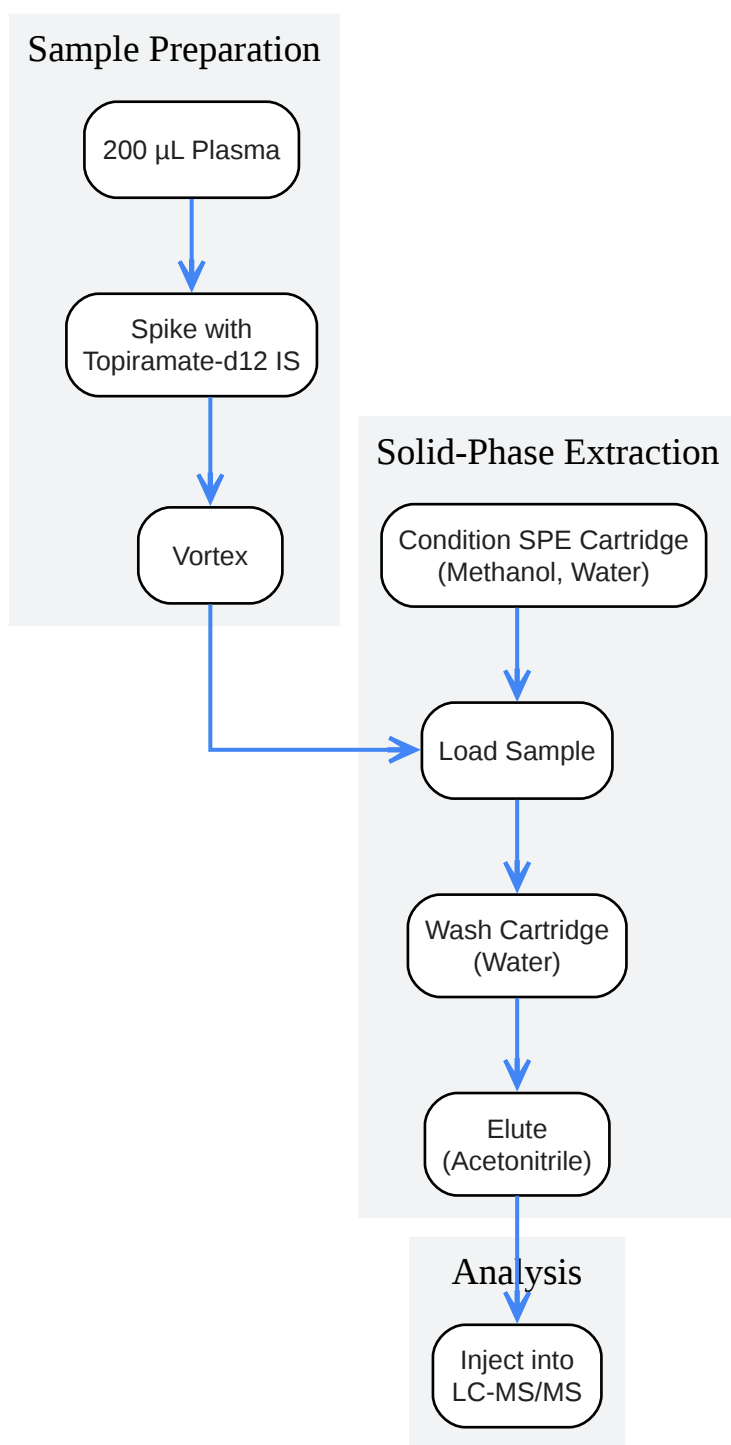 Sample Preparation
200 µL Plasma
Spike with
Topiramate-d12 IS
Vortex
Solid-Phase Extraction
Condition SPE Cartridge
(Methanol, Water)
Load Sample
Wash Cartridge
(Water)
Elute
(Acetonitrile)
Analysis
Inject into
LC-MS/MS